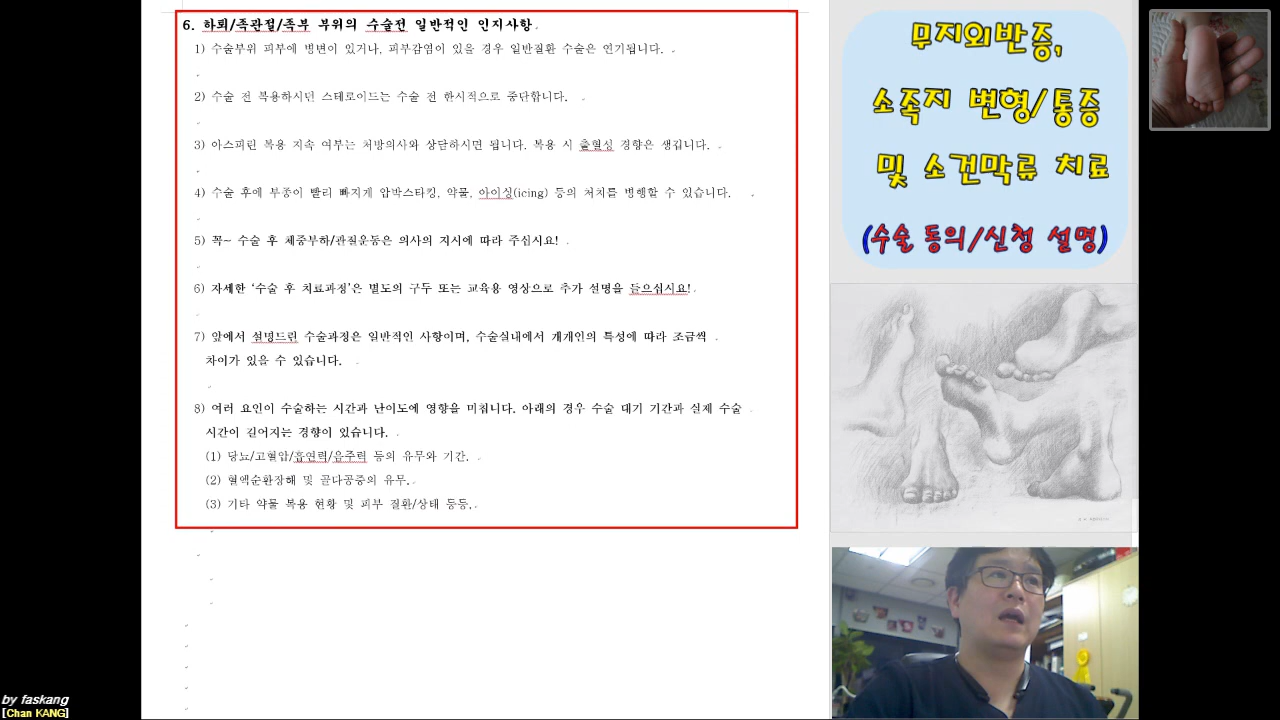 6. 하퇴/족관절/족부 부위의 수술전 일반적인 인지사항
1) 수술부위 피부에 병변이 있거나, 피부감염이 있을 경우 일반질환 수술은 연기됩니다.
2) 수술 전 복용하시던 스테로이드는 수술 전 한시적으로 중단합니다.
3) 아스피린 복용 지속 여부는 처방의사와 상담하시면 됩니다. 복용 시 출혈성 경향은 생깁니다.
4) 수술 후에 부종이 빨리 빠지게 압박스타킹, 약물, 아이싱(icing) 등의 처치를 병행할 수 있습니다.
5) 꼭~ 수술 후 체중부하/관절운동은 의사의 지시에 따라 주십시요!
6) 자세한 '수술 후 치료과정'은 별도의 구두 또는 교육용 영상으로 추가 설명을 들으십시요!
7) 앞에서 설명드린 수술과정은 일반적인 사항이며, 수술실내에서 개개인의 특성에 따라 조금씩
차이가 있을 수 있습니다.
8) 여러 요인이 수술하는 시간과 난이도에 영향을 미칩니다. 아래의 경우 수술 대기 기간과 실제 수술
시간이 길어지는 경향이 있습니다.
(1) 당뇨/고혈압/흡연력/음주력 등의 유무와 기간.
(2) 혈액순환장해 및 골다공증의 유무.
(3) 기타 약물 복용 현황 및 피부 질환/상태 등등.
무지외반증,
소족지 변형/통증
및 소건막류 치료
(수술 동의/신청 설명)
by faskang
[Chan KANG]